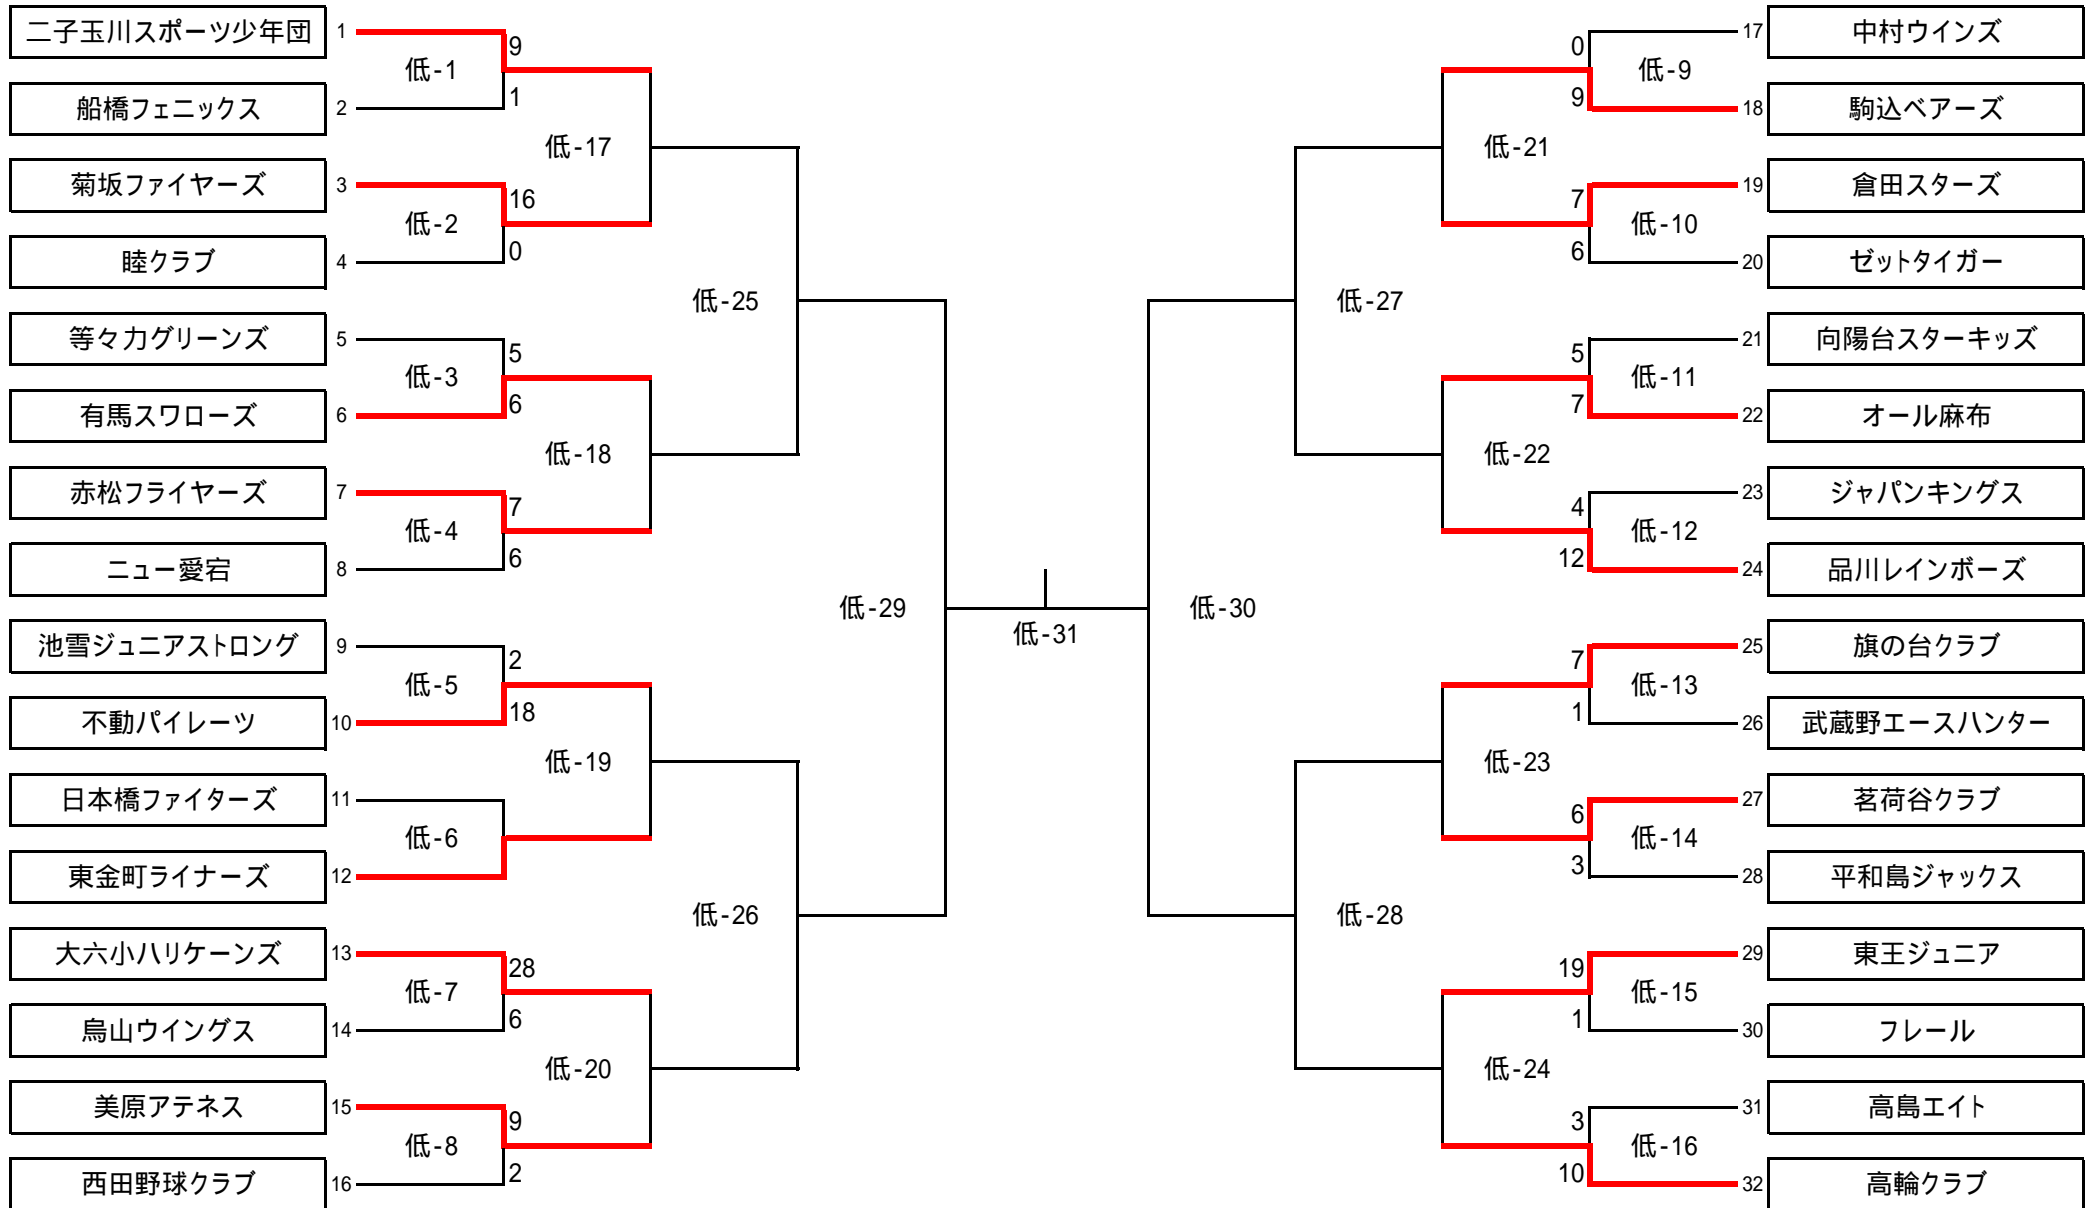 二子玉川スポーツ少年団 1 9 0 17 中村ウインズ
低-1 低-9
船橋フェニックス 2 1 9 18 駒込ベアーズ
低-17 低-21
菊坂ファイヤーズ 3 16 7 19 倉田スターズ
低-2 低-10
睦クラブ 4 0 6 20 ゼットタイガー
低-25 低-27
等々力グリーンズ 5 5 5 21 向陽台スターキッズ
低-3 低-11
有馬スワローズ 6 6 7 22 オール麻布
低-18 低-22
赤松フライヤーズ 7 7 4 23 ジャパンキングス
低-4 低-12
ニュー愛宕 8 6 12 24 品川レインボーズ
低-29 低-31 低-30
池雪ジュニアストロング 9 2 7 25 旗の台クラブ
低-5 低-13
不動パイレーツ 10 18 1 26 武蔵野エースハンター
低-19 低-23
日本橋ファイターズ 11 6 27 茗荷谷クラブ
低-6 低-14
東金町ライナーズ 12 3 28 平和島ジャックス
低-26 低-28
大六小ハリケーンズ 13 28 19 29 東王ジュニア
低-7 低-15
烏山ウイングス 14 6 1 30 フレール
低-20 低-24
美原アテネス 15 9 3 31 高島エイト
低-8 低-16
西田野球クラブ 16 2 10 32 高輪クラブ